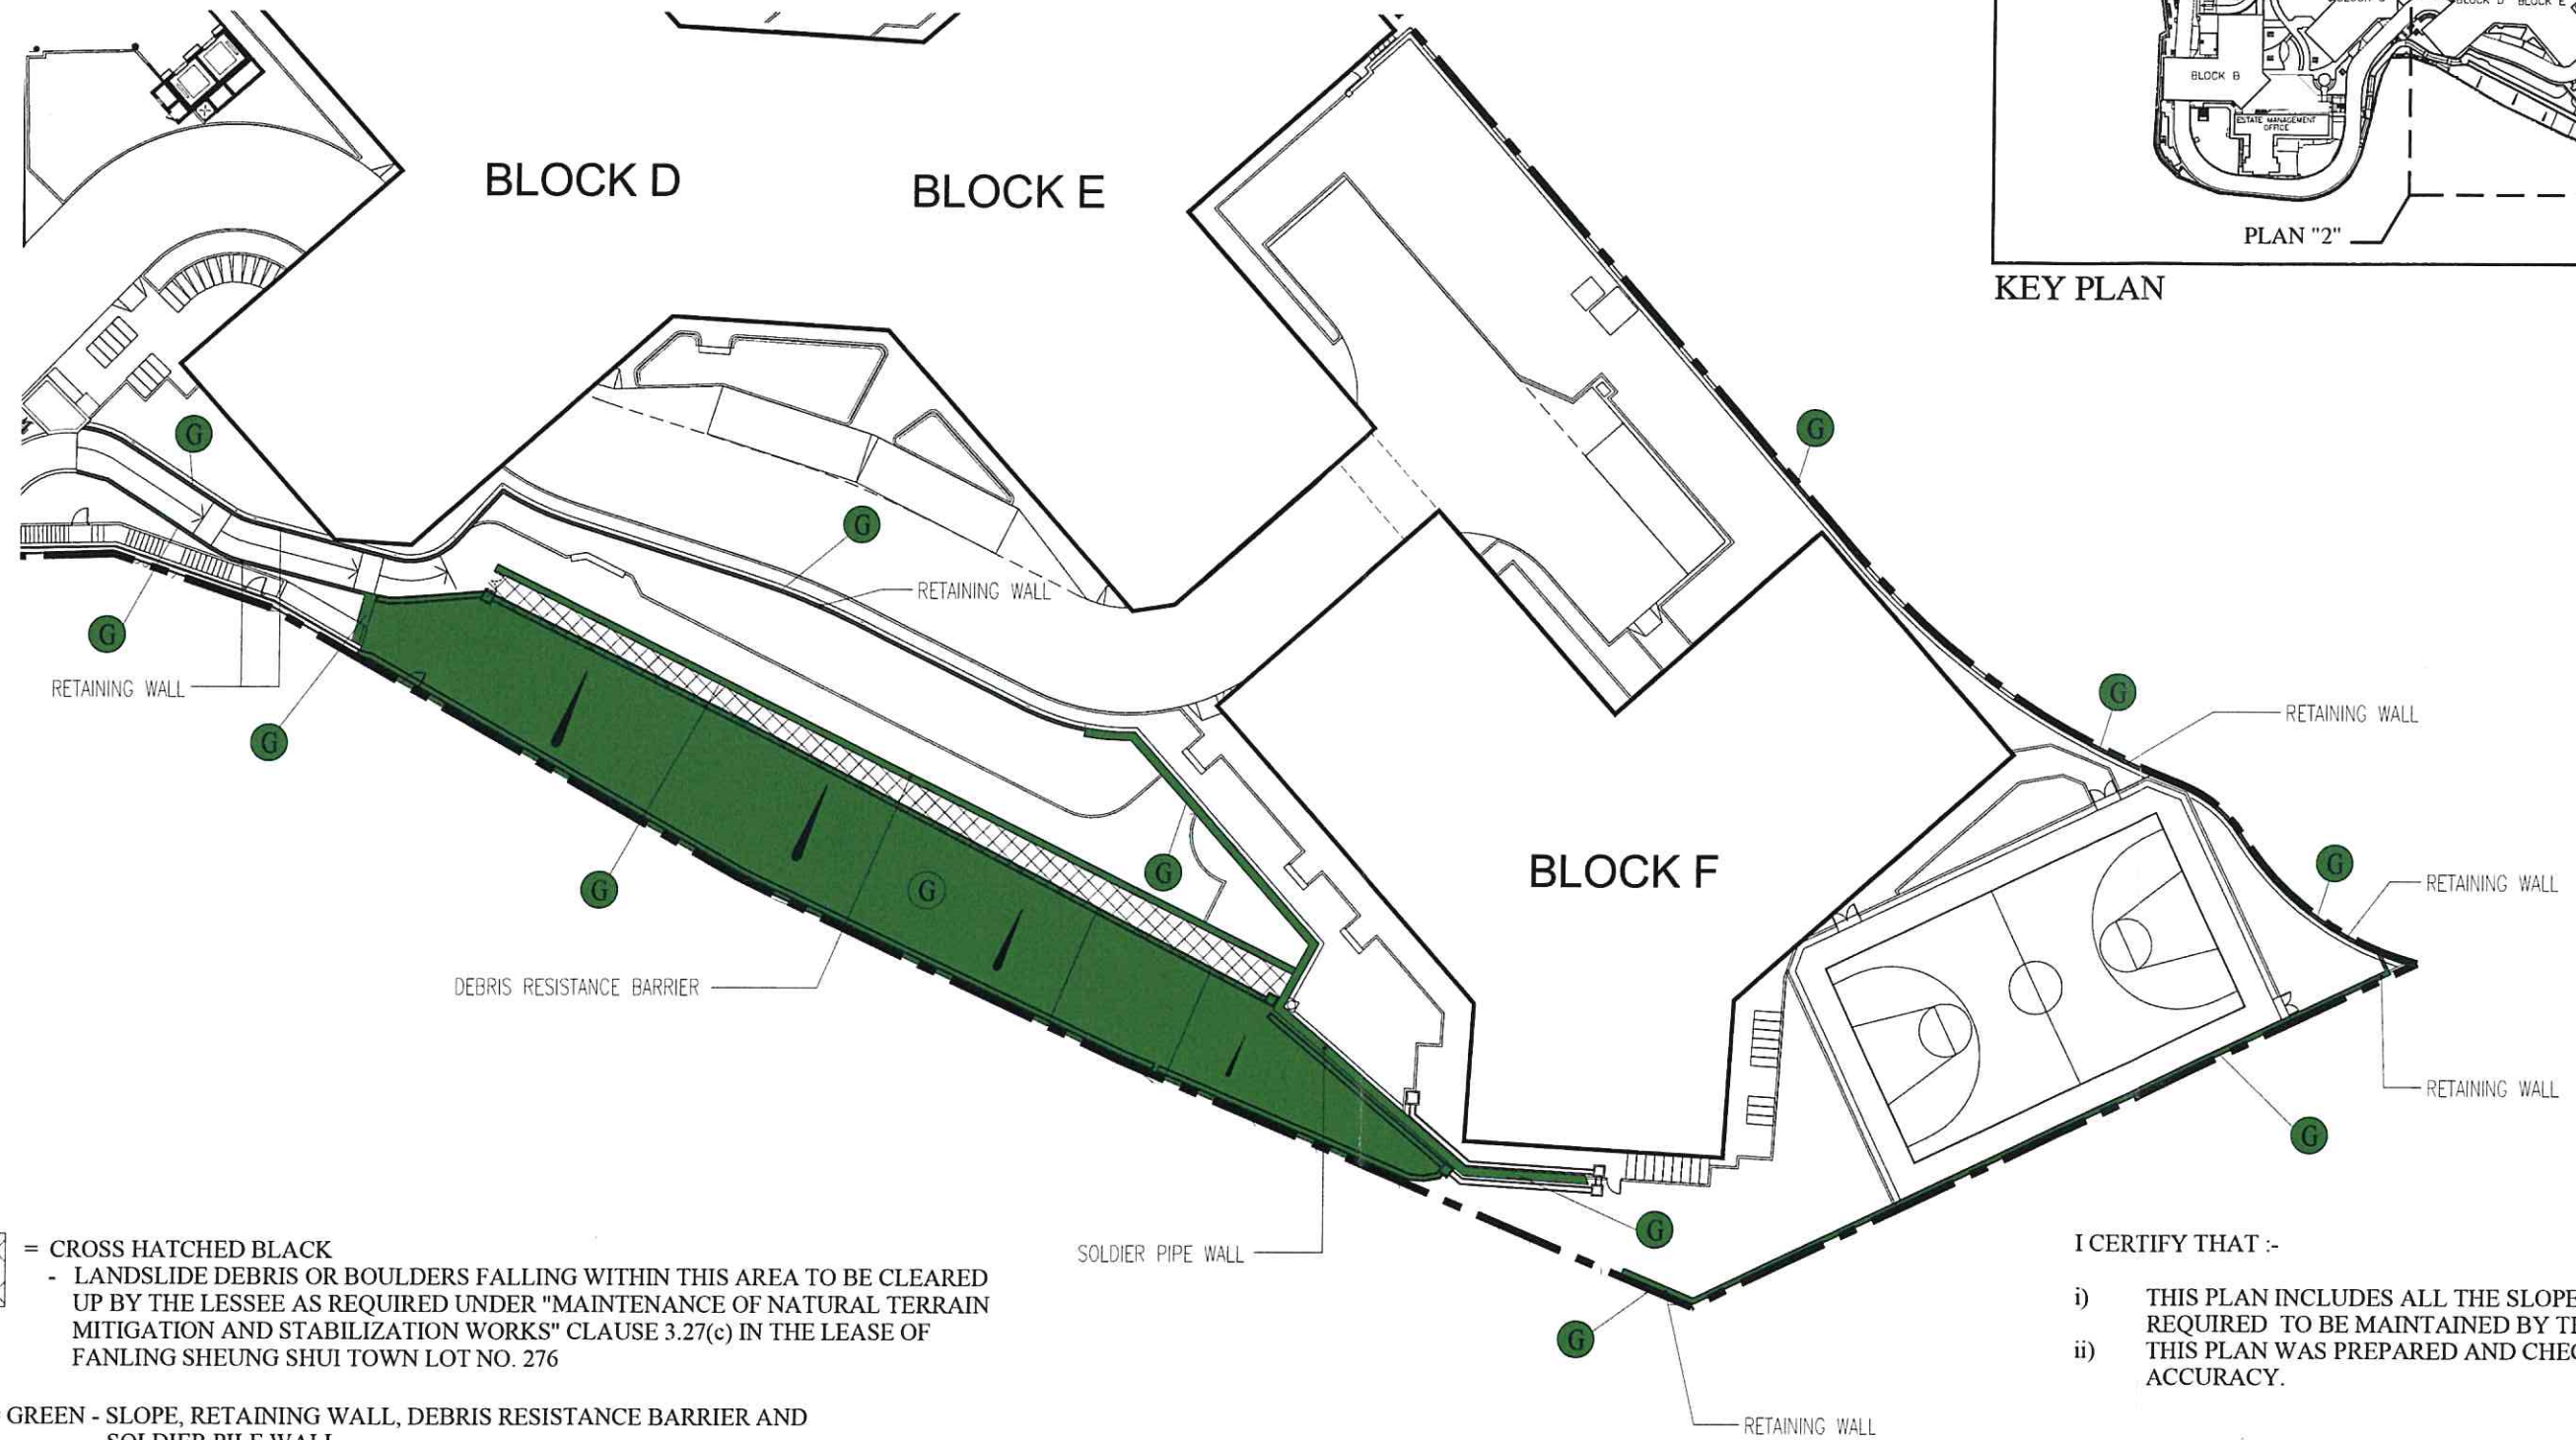 BLOCK D BLOCK E
BLOCK B
ESTATE MANAGEMENT
OFFICE
PLAN "2"
KEY PLAN
BLOCK D
BLOCK E
G
G
G
RETAINING WALL
G
RETAINING WALL
G
G
RETAINING WALL
G
BLOCK F
G
RETAINING WALL
G
G
G
DEBRIS RESISTANCE BARRIER
RETAINING WALL
G
G
SOLDIER PIPE WALL
G
RETAINING WALL
= CROSS HATCHED BLACK
- LANDSLIDE DEBRIS OR BOULDERS FALLING WITHIN THIS AREA TO BE CLEARED
UP BY THE LESSEE AS REQUIRED UNDER "MAINTENANCE OF NATURAL TERRAIN
MITIGATION AND STABILIZATION WORKS" CLAUSE 3.27(c) IN THE LEASE OF
FANLING SHEUNG SHUI TOWN LOT NO. 276
GREEN - SLOPE, RETAINING WALL, DEBRIS RESISTANCE BARRIER AND
SOLDIER PILE WALL
I CERTIFY THAT :-
i) THIS PLAN INCLUDES ALL THE SLOPE
REQUIRED TO BE MAINTAINED BY
ii) THIS PLAN WAS PREPARED AND
ACCURACY.